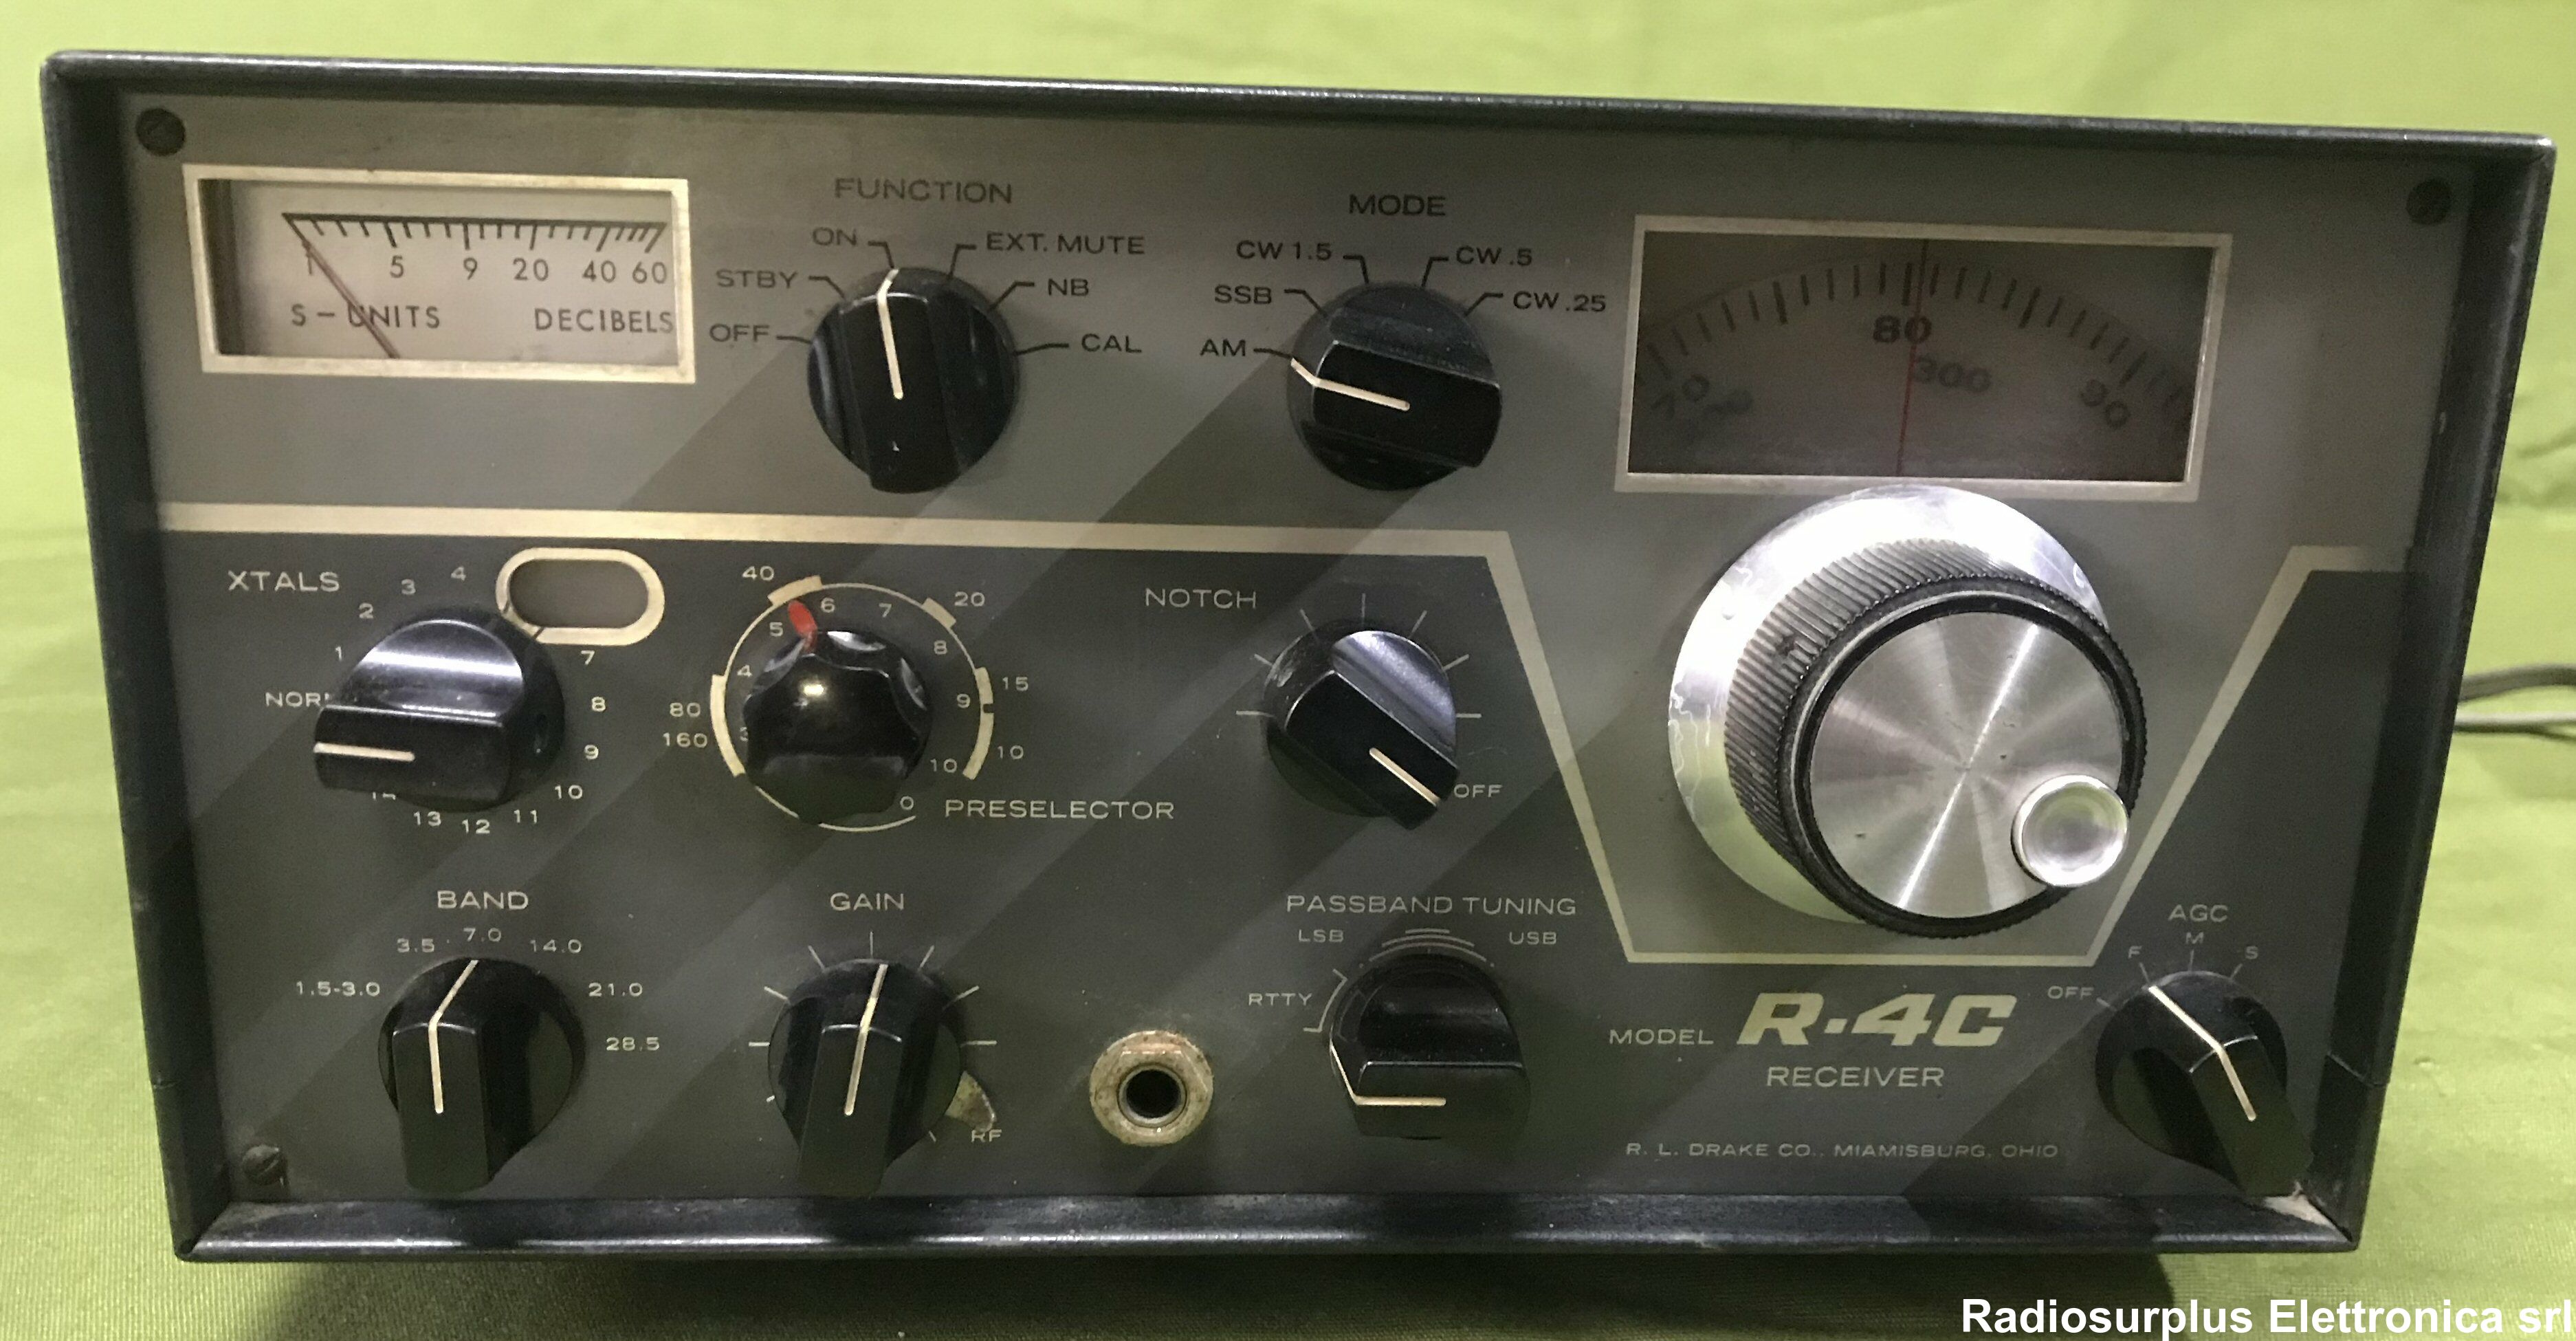 FUNCTION
ON
EXT. MUTE
STBY
NB
OFF
CAL
MODE
CW 1.5
CW .5
SSB
CW .25
AM
1 5 9 20 40 60
S-UNITS DECIBELS
80
300
70
90
XTALS
1
2
3
4
7
8
9
10
11
12
13
14
40
20
15
10
80
160
3
4
5
6
7
8
9
10
0
PRESELECTOR
NOTCH
OFF
BAND
1.5-3.0
3.5
7.0
14.0
21.0
28.5
GAIN
RF
PASSBAND TUNING
LSB USB
RTTY
MODEL R-4C
RECEIVER
R. L. DRAKE CO., MIAMISBURG, OHIO
AGC
OFF
F
M
S
Radiosurplus Elettronica srl